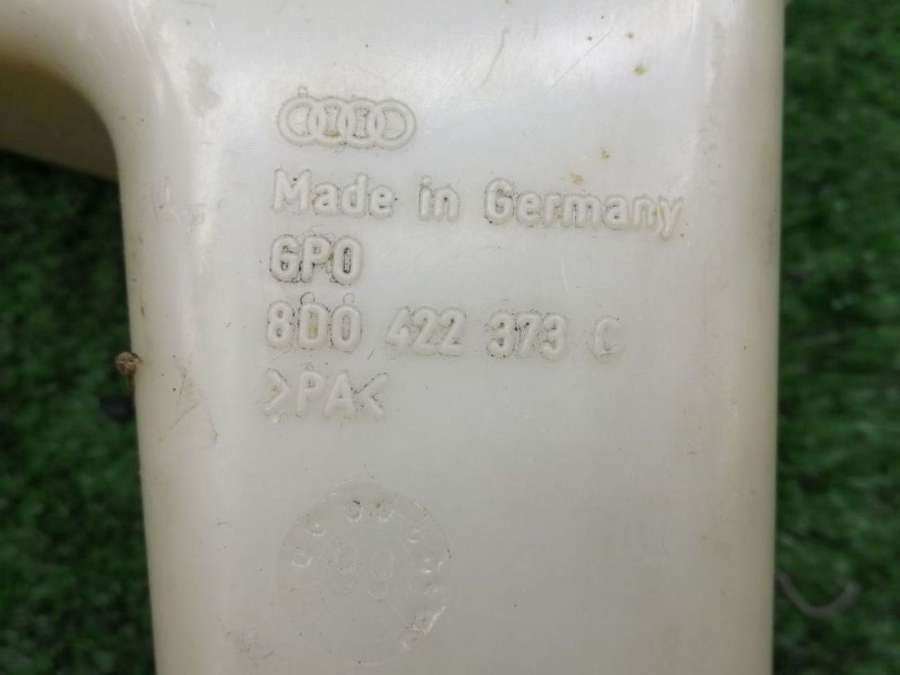 Made in Germany
GPO
8D0 422 373 C
>PA<